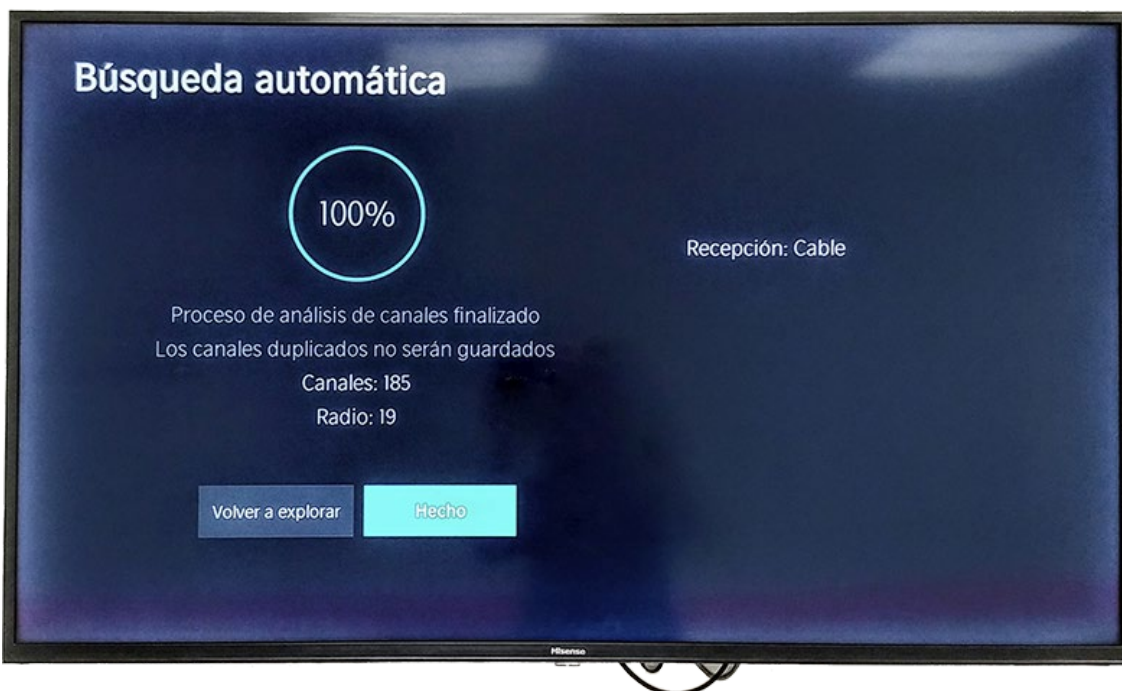 Búsqueda automática
100%
Recepción: Cable
Proceso de análisis de canales finalizado
Los canales duplicados no serán guardados
Canales: 185
Radio: 19
Volver a explorar
Hecho
Hisense